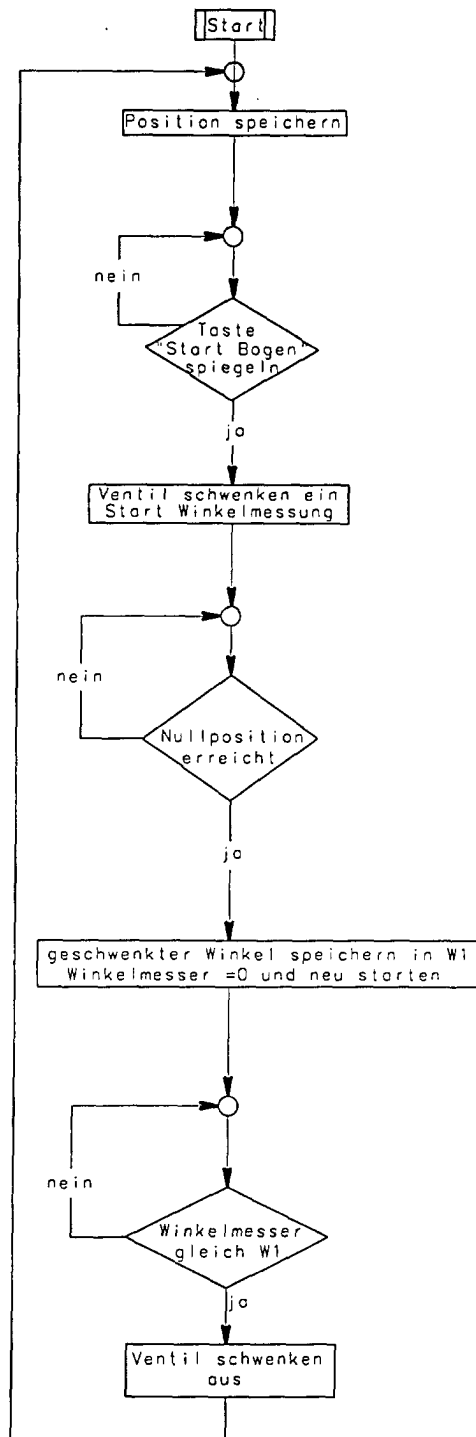 Start
Position speichern
nein
Taste
"Start Bogen"
spiegeln
ja
Ventil schwenken ein
Start Winkelmessung
nein
Nullposition
erreicht
ja
geschwenkter Winkel speichern in W1
Winkelmesser =0 und neu starten
nein
Winkelmesser
gleich W1
ja
Ventil schwenken
aus